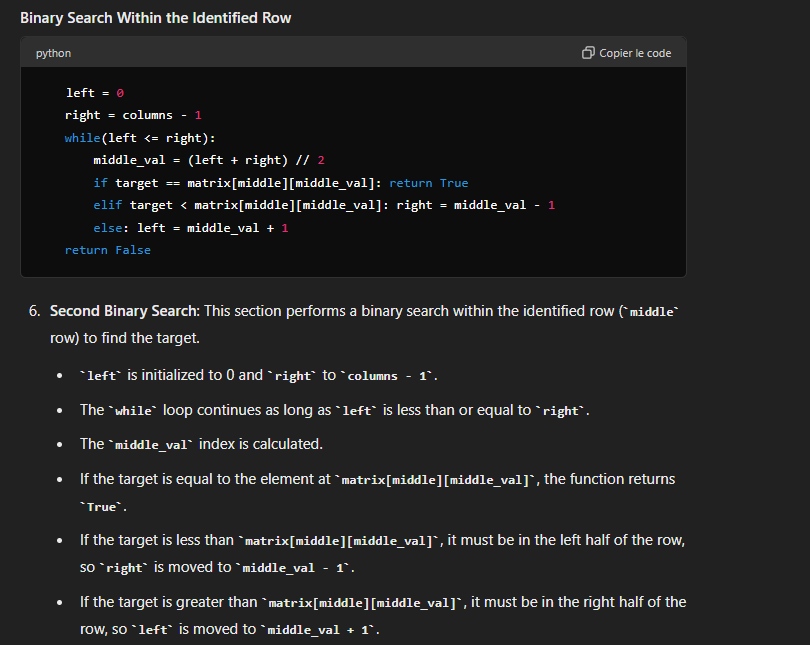 Binary Search Within the Identified Row
python
Copier le code
left = 0
right = columns - 1
while(left <= right):
middle_val = (left + right) // 2
if target == matrix[middle][middle_val]: return True
elif target < matrix[middle][middle_val]: right = middle_val - 1
else: left = middle_val + 1
return False
6. Second Binary Search: This section performs a binary search within the identified row (`middle`
row) to find the target.
• `left` is initialized to 0 and `right` to `columns - 1`.
• The `while` loop continues as long as `left` is less than or equal to `right`.
• The `middle_val` index is calculated.
• If the target is equal to the element at `matrix[middle][middle_val]`, the function returns
`True`.
• If the target is less than `matrix[middle][middle_val]`, it must be in the left half of the row,
so `right` is moved to `middle_val - 1`.
• If the target is greater than `matrix[middle][middle_val]`, it must be in the right half of the
row, so `left` is moved to `middle_val + 1`.